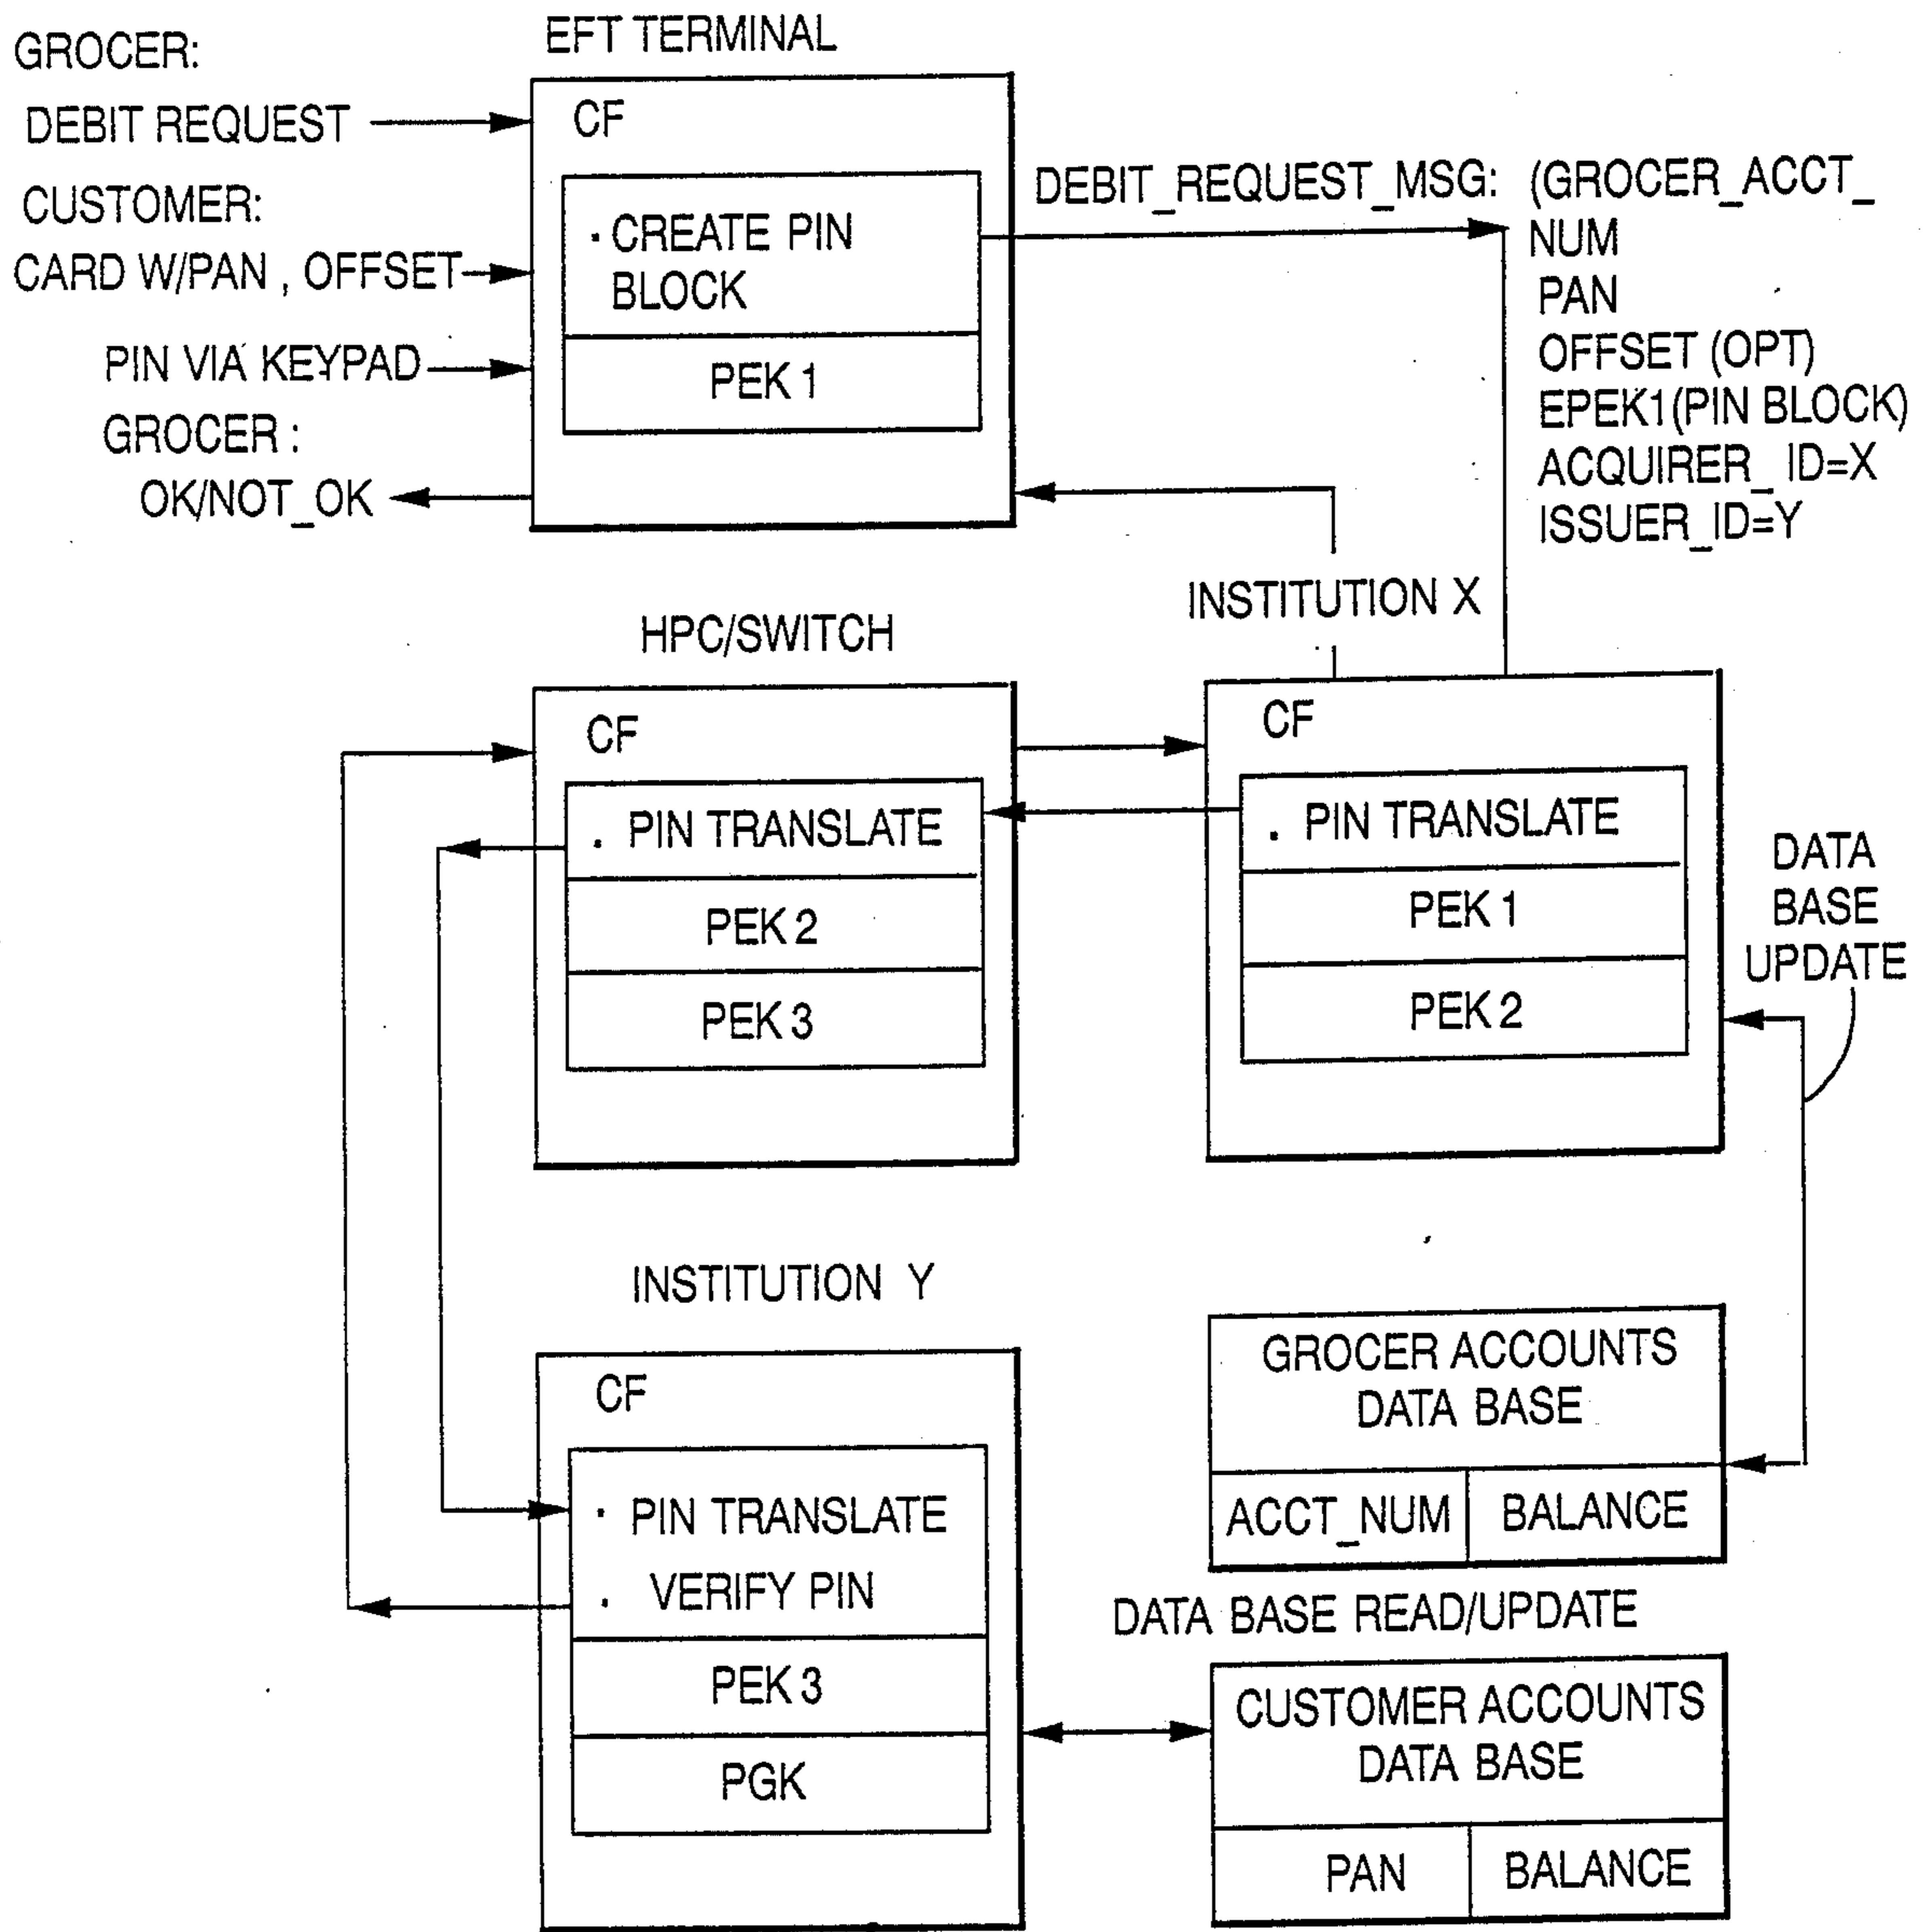 GROCER:
EFT TERMINAL
DEBIT REQUEST
CUSTOMER:
CARD W/PAN , OFFSET
PIN VIA KEYPAD
GROCER :
OK/NOT_OK
CF
· CREATE PIN
BLOCK
PEK 1
DEBIT_REQUEST_MSG: (GROCER_ACCT_
NUM
PAN
OFFSET (OPT)
EPEK1(PIN BLOCK)
ACQUIRER_ ID=X
ISSUER_ID=Y
INSTITUTION X
HPC/SWITCH
CF
. PIN TRANSLATE
PEK 2
PEK 3
CF
. PIN TRANSLATE
PEK 1
PEK 2
DATA
BASE
UPDATE
INSTITUTION Y
CF
· PIN TRANSLATE
. VERIFY PIN
PEK 3
PGK
GROCER ACCOUNTS
DATA BASE
ACCT_NUM BALANCE
DATA BASE READ/UPDATE
CUSTOMER ACCOUNTS
DATA BASE
PAN BALANCE